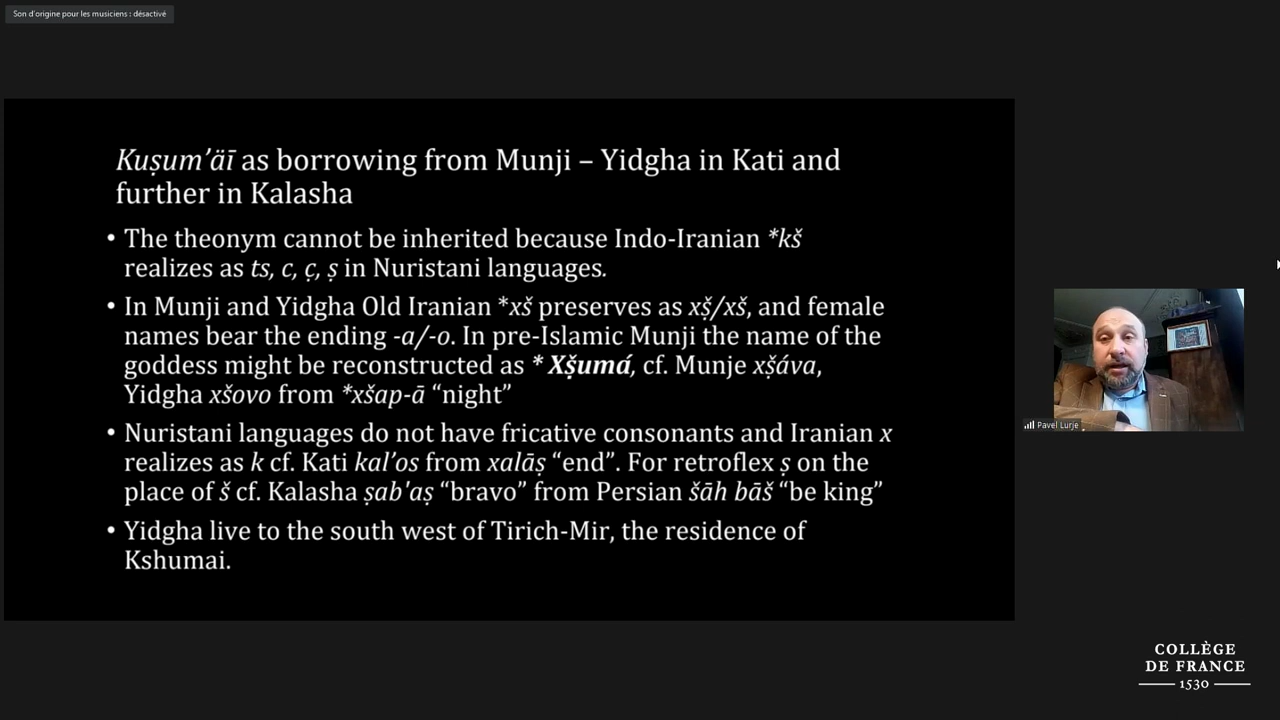 Son d'origine pour les musiciens : désactivé
Kuṣum’äī as borrowing from Munji – Yidgha in Kati and
further in Kalasha
• The theonym cannot be inherited because Indo-Iranian *kš
realizes as ts, c, c̣, ṣ in Nuristani languages.
• In Munji and Yidgha Old Iranian *xš preserves as xṣ̌/xš, and female
names bear the ending -a/-o. In pre-Islamic Munji the name of the
goddess might be reconstructed as * Xṣ̌umá, cf. Munje xṣ̌áva,
Yidgha xšovo from *xšap-ā “night”
• Nuristani languages do not have fricative consonants and Iranian x
realizes as k cf. Kati kal’os from xalāṣ “end”. For retroflex ṣ on the
place of š cf. Kalasha ṣab'aṣ “bravo” from Persian šāh bāš “be king”
• Yidgha live to the south west of Tirich-Mir, the residence of
Kshumai.
Pavel Lurje
COLLÈGE
DE FRANCE
1530